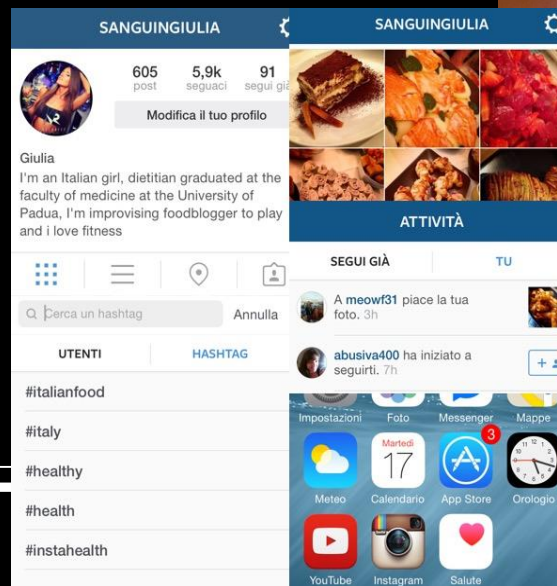 SANGUINGIULIA
605 5,9k 91
post seguaci segui già
Modifica il tuo profilo
Giulia
I'm an Italian girl, dietitian graduated at the
faculty of medicine at the University of
Padua, I'm improvising foodblogger to play
and i love fitness
Cerca un hashtag Annulla
UTENTI HASHTAG
#italianfood
#italy
#healthy
#health
#instahealth
SANGUINGIULIA
ATTIVITÀ
SEGUI GIÀ TU
A meowf31 piace la tua
foto. 3h
abusiva400 ha iniziato a
seguirti. 7h
Impostazioni Foto Messenger Mappe
Martedì 3
17
Meteo Calendario App Store Orologio
YouTube Instagram Salute